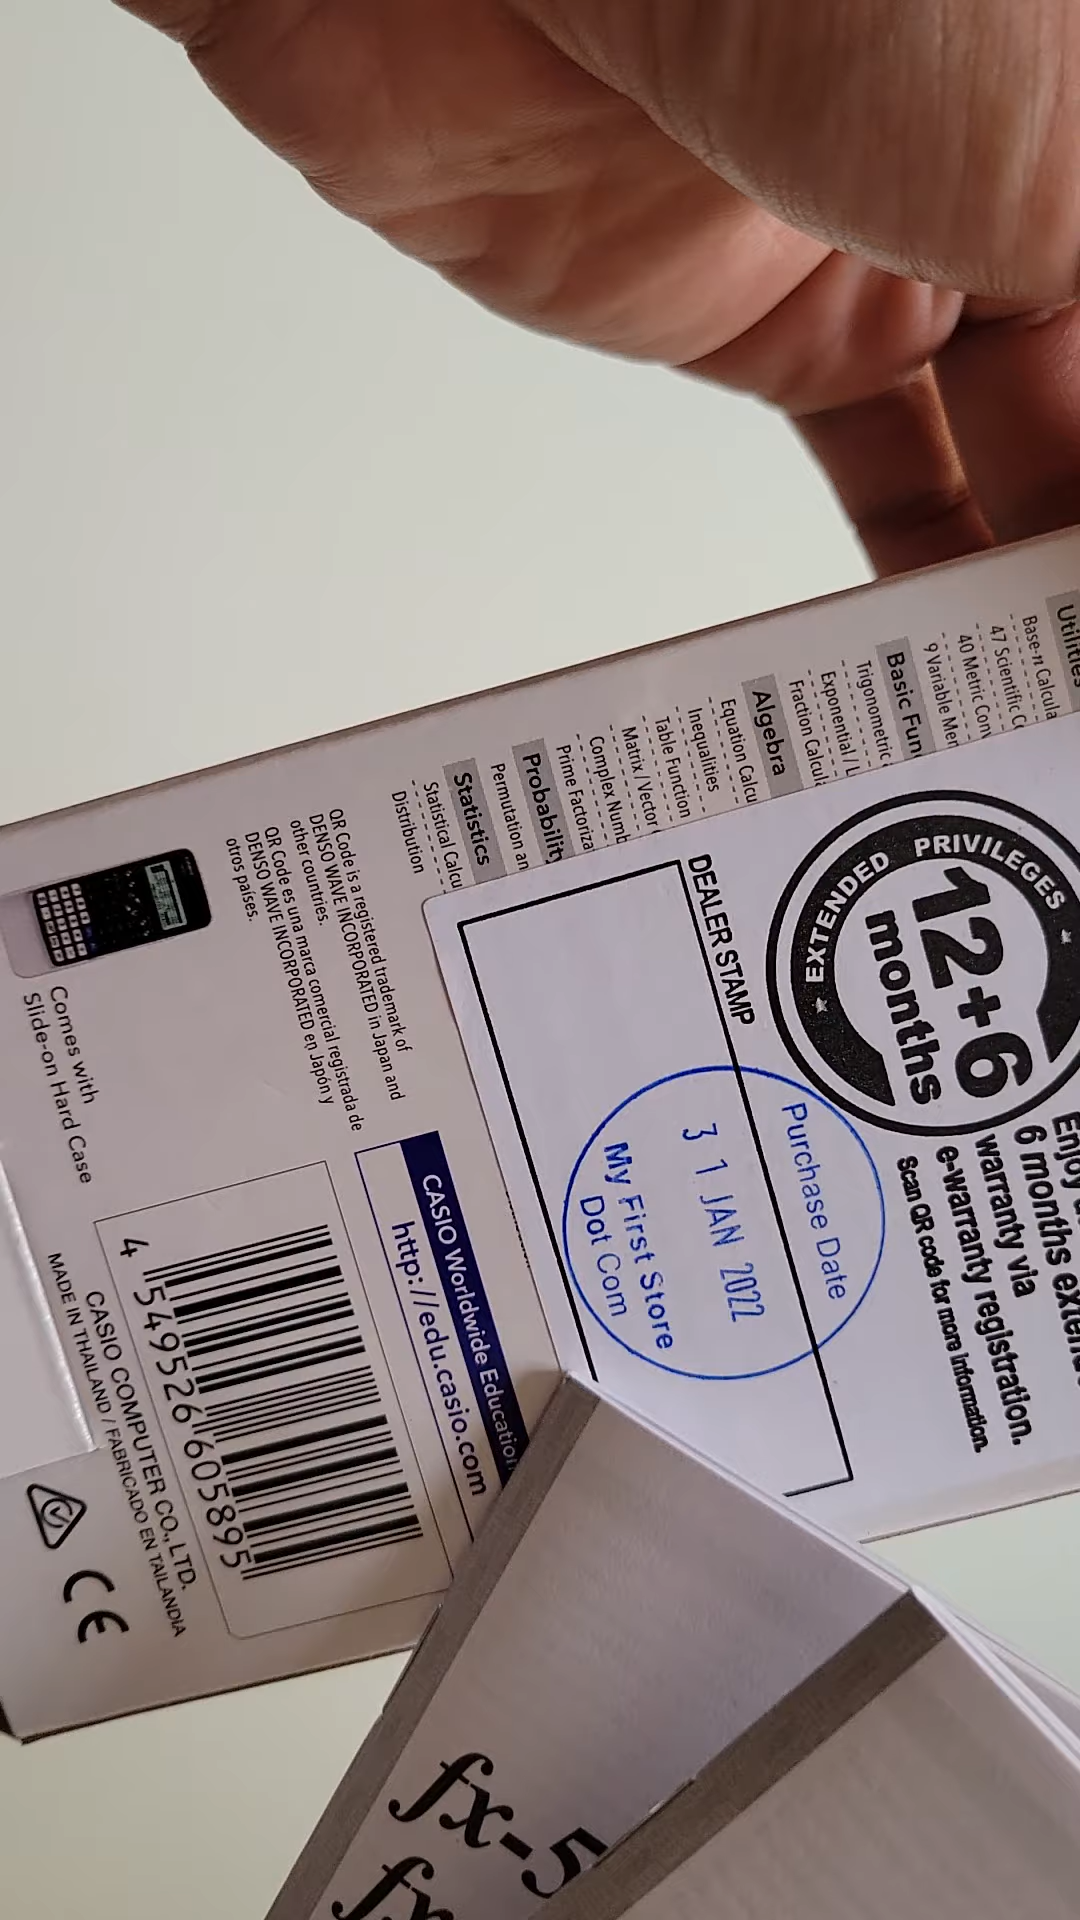 Utilities
Base-n Calcula
47 Scientific C
40 Metric Conv
9 Variable Mem
Basic Fun
Trigonometric
Exponential / L
Fraction Calcula
Algebra
Equation Calcu
Inequalities
Table Function
Matrix / Vector
Complex Numb
Prime Factoriza
Probability
Permutation an
Statistics
Statistical Calcu
Distribution
QR Code is a registered trademark of
DENSO WAVE INCORPORATED in Japan and
other countries.
QR Code es una marca comercial registrada de
DENSO WAVE INCORPORATED en Japón y
otros países.
Comes with
Slide-on Hard Case
EXTENDED PRIVILEGES
12+6
months
6 months
warranty via
e-warranty registration.
Scan QR code for more information.
DEALER STAMP
Purchase Date
3 1 JAN 2022
My First Store
Dot Com
CASIO Worldwide Education
http://edu.casio.com
4 549526 605895
CASIO COMPUTER CO., LTD.
MADE IN THAILAND / FABRICADO EN TAILANDIA
CE
fx-5
fx